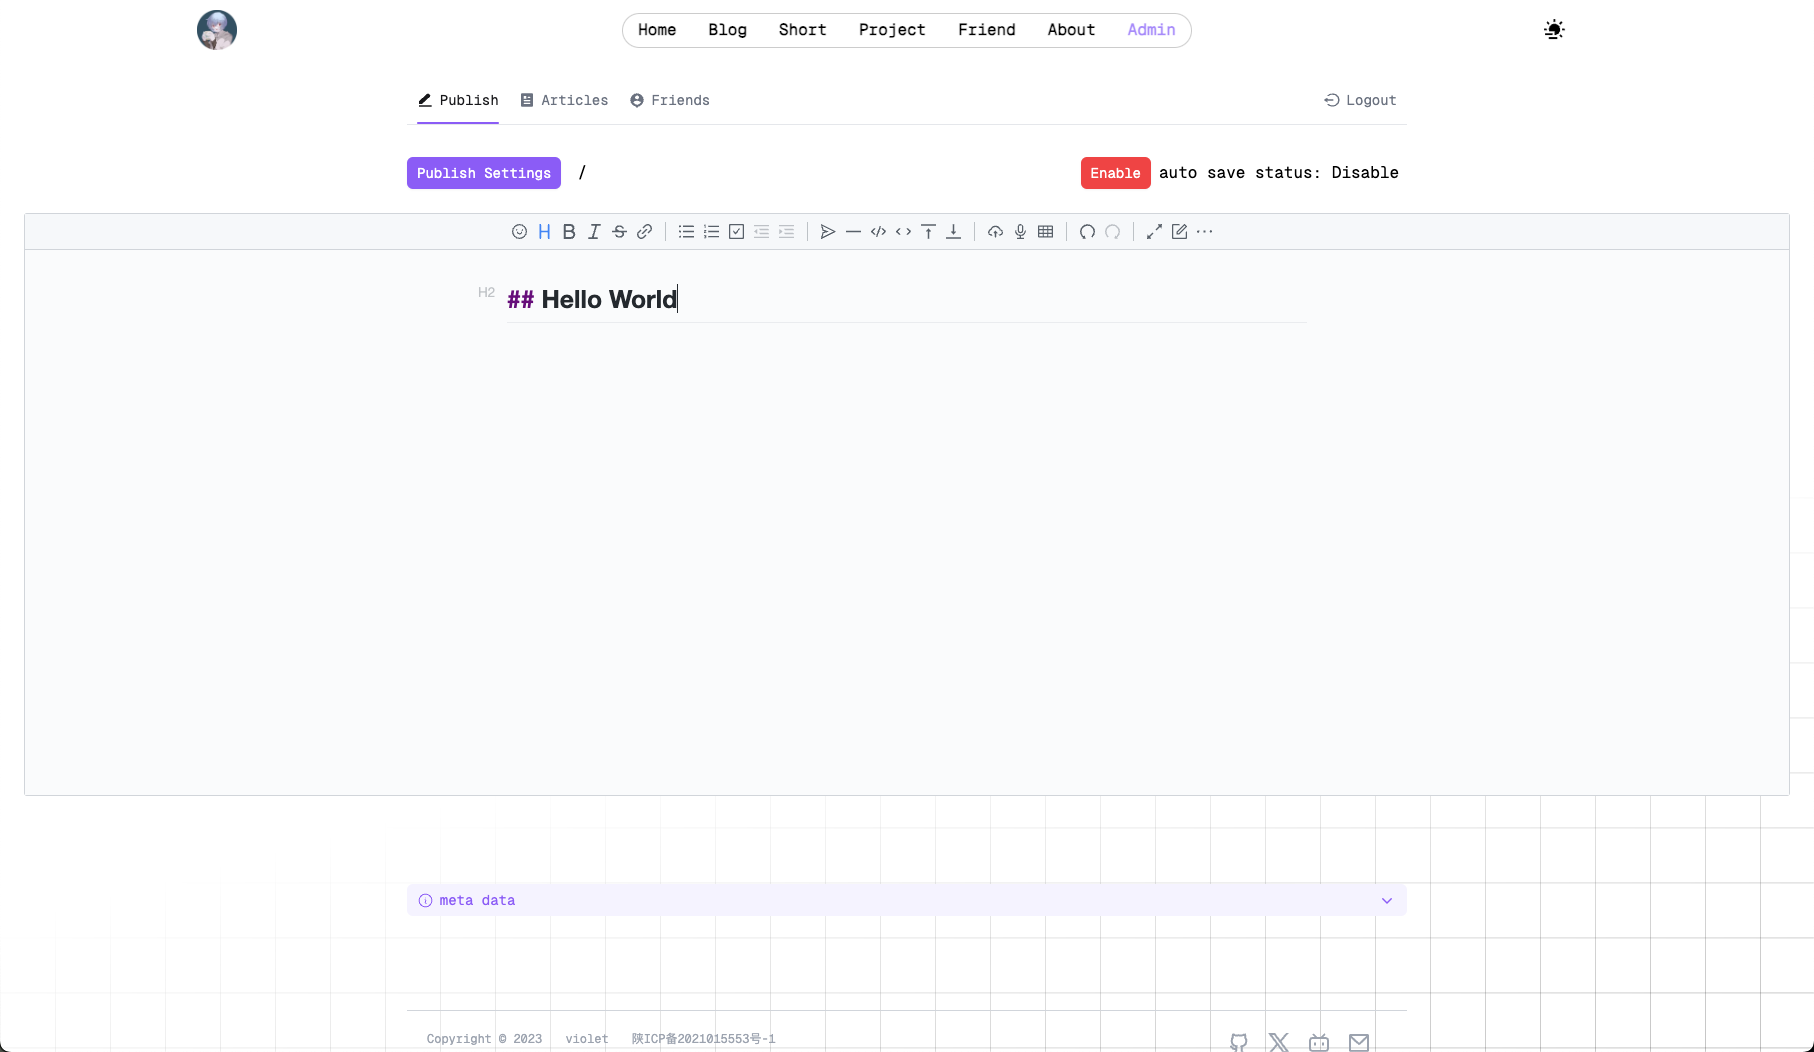 Home Blog Short Project Friend About Admin
Publish Articles Friends Logout
Publish Settings / Enable auto save status: Disable
H2 ## Hello World
meta data
Copyright © 2023 violet 陕ICP备2021015553号-1